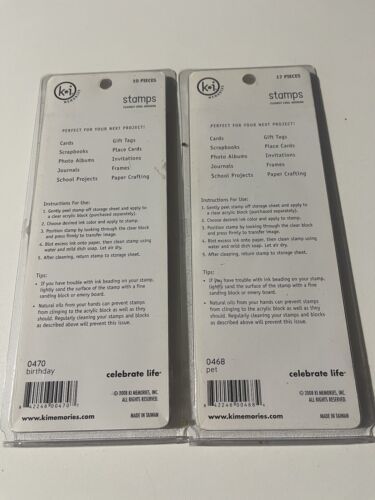 k•i
MEMORIES
10 PIECES
stamps
PERFECT FOR YOUR NEXT PROJECT!
Cards
Scrapbooks
Photo Albums
Journals
School Projects
Gift Tags
Place Cards
Invitations
Frames
Paper Crafting
Instructions For Use:
1. Gently peel stamp off storage sheet and apply to
a clear acrylic block (purchased separately).
2. Choose desired ink color and apply to stamp.
3. Position stamp by looking through the clear block
and press firmly to transfer image.
4. Blot excess ink onto paper, then clean stamp using
water and mild dish soap. Let air dry.
5. After cleaning, return stamp to storage sheet.
Tips:
• If you have trouble with ink beading on your stamp,
lightly sand the surface of the stamp with a fine
sanding block or emery board.
• Natural oils from your hands can prevent stamps
from clinging to the acrylic block as well as they
should. Regularly cleaning your stamps and blocks
as described above will prevent this issue.
0470
birthday
celebrate life
© 2008 KI MEMORIES, INC.
ALL RIGHTS RESERVED.
www.kimemories.com
MADE IN TAIWAN
k•i
MEMORIES
12 PIECES
stamps
PERFECT FOR YOUR NEXT PROJECT!
Cards
Scrapbooks
Photo Albums
Journals
School Projects
Gift Tags
Place Cards
Invitations
Frames
Paper Crafting
Instructions For Use:
1. Gently peel stamp off storage sheet and apply to
a clear acrylic block (purchased separately).
2. Choose desired ink color and apply to stamp.
3. Position stamp by looking through the clear block
and press firmly to transfer image.
4. Blot excess ink onto paper, then clean stamp using
water and mild dish soap. Let air dry.
5. After cleaning, return stamp to storage sheet.
Tips:
• If you have trouble with ink beading on your stamp,
lightly sand the surface of the stamp with a fine
sanding block or emery board.
• Natural oils from your hands can prevent stamps
from clinging to the acrylic block as well as they
should. Regularly cleaning your stamps and blocks
as described above will prevent this issue.
0468
pet
celebrate life
© 2008 KI MEMORIES, INC.
ALL RIGHTS RESERVED.
www.kimemories.com
MADE IN TAIWAN